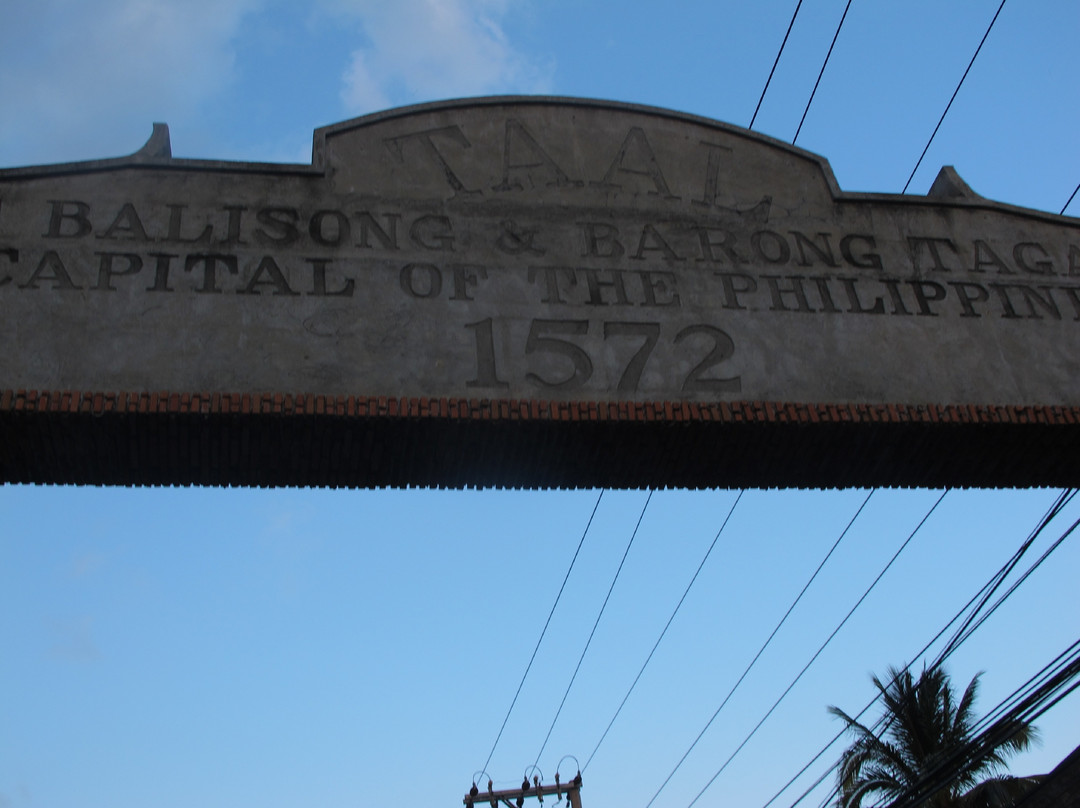 TAAL
BALISONG & BARONG TAGA
CAPITAL OF THE PHILIPPIN
1572